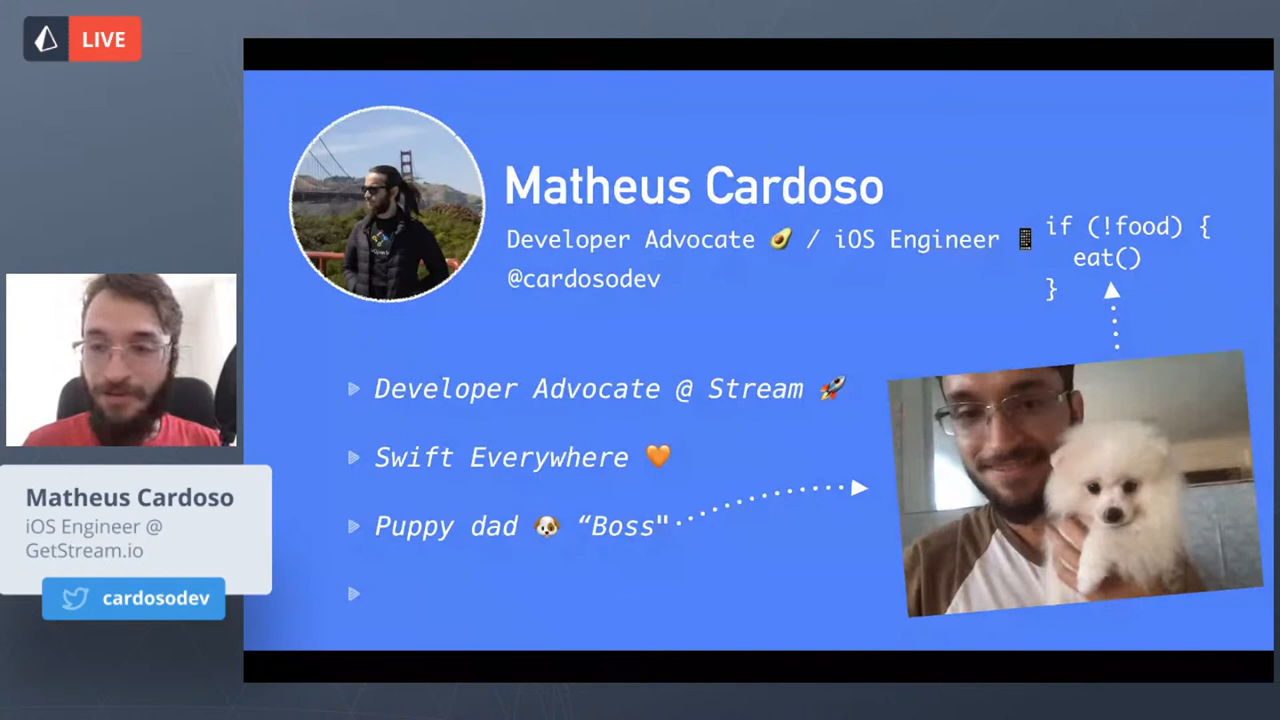 LIVE
Matheus Cardoso
Developer Advocate 🥑 / iOS Engineer 📱
@cardosodev
if (!food) {
eat()
}
Developer Advocate @ Stream 🚀
Swift Everywhere 🧡
Puppy dad 🐶 “Boss"
Matheus Cardoso
iOS Engineer @
GetStream.io
cardosodev